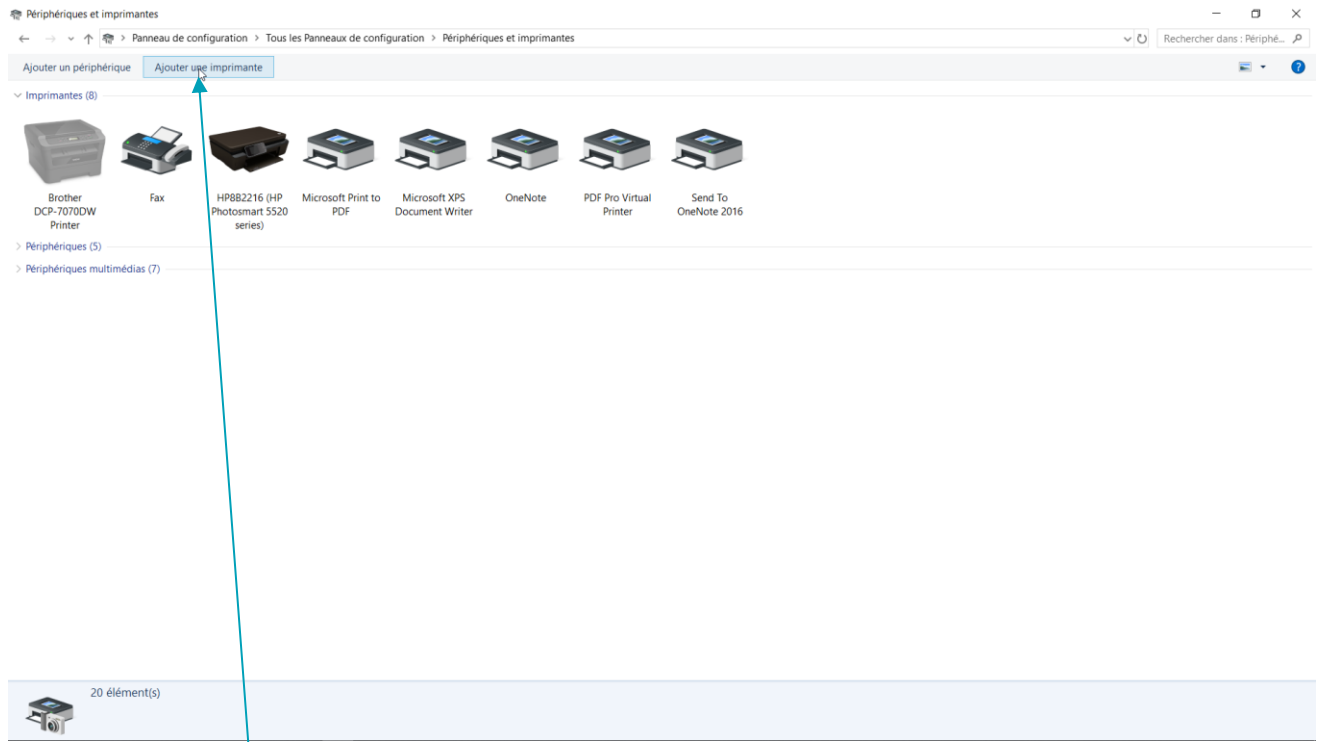 Périphériques et imprimantes
Panneau de configuration > Tous les Panneaux de configuration > Périphériques et imprimantes
Rechercher dans : Périphé...
Ajouter un périphérique Ajouter une imprimante
Imprimantes (8)
Brother
DCP-7070DW
Printer
Fax
HP8B2216 (HP
Photosmart 5520
series)
Microsoft Print to
PDF
Microsoft XPS
Document Writer
OneNote
PDF Pro Virtual
Printer
Send To
OneNote 2016
Périphériques (5)
Périphériques multimédias (7)
20 élément(s)